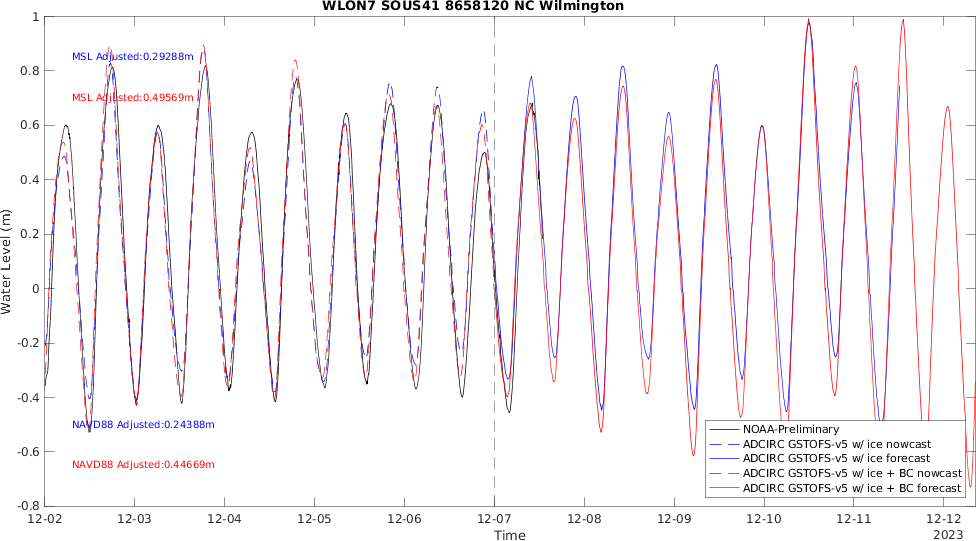 WLON7 SOUS41 8658120 NC Wilmington
1
0.8
0.6
0.4
0.2
0
-0.2
-0.4
-0.6
-0.8
Water Level (m)
MSL Adjusted:0.29288m
MSL Adjusted:0.49569m
NAVD88 Adjusted:0.24388m
NAVD88 Adjusted:0.44669m
NOAA-Preliminary
ADCIRC GSTOFS-v5 w/ ice nowcast
ADCIRC GSTOFS-v5 w/ ice forecast
ADCIRC GSTOFS-v5 w/ ice + BC nowcast
ADCIRC GSTOFS-v5 w/ ice + BC forecast
12-02 12-03 12-04 12-05 12-06 12-07 12-08 12-09 12-10 12-11 12-12
2023
Time